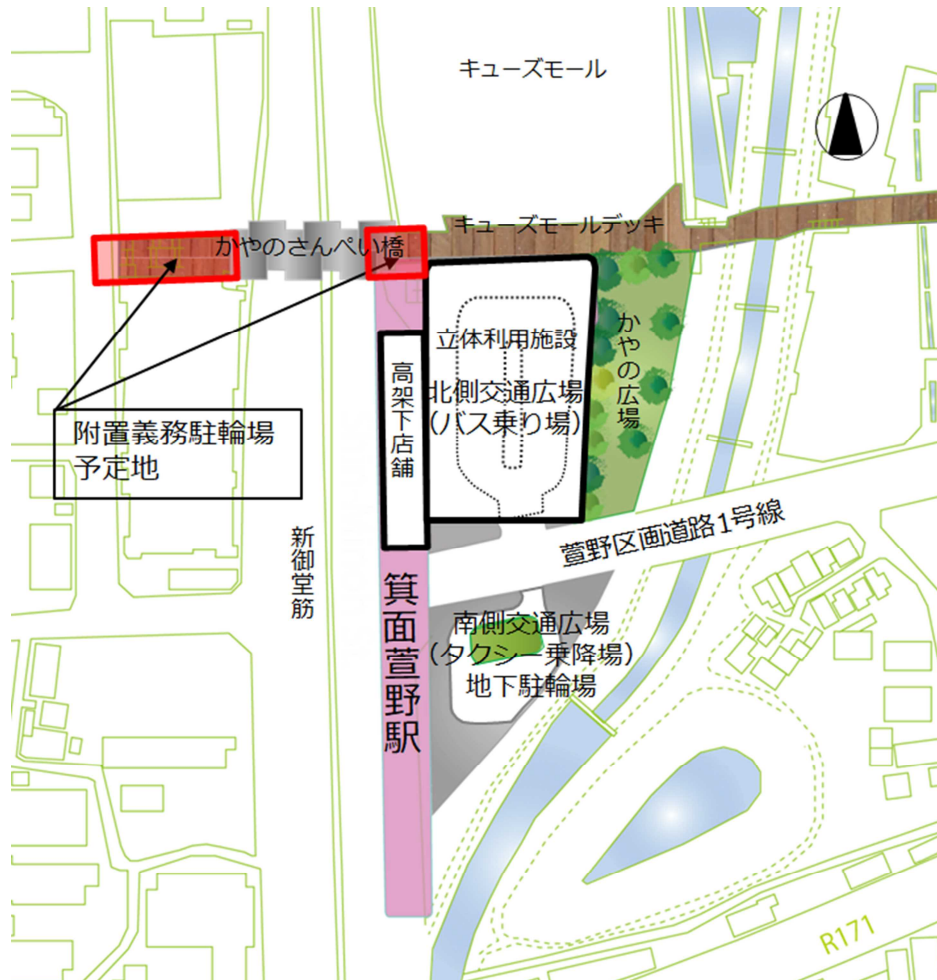 キューズモール
キューズモールデッキ
かやのさんぺい橋
立体利用施設
かやの広場
高架下店舗
北側交通広場
(バス乗り場)
附置義務駐輪場
予定地
萱野区画道路1号線
新御堂筋
箕面萱野駅
南側交通広場
(タクシー乗降場)
地下駐輪場
R171